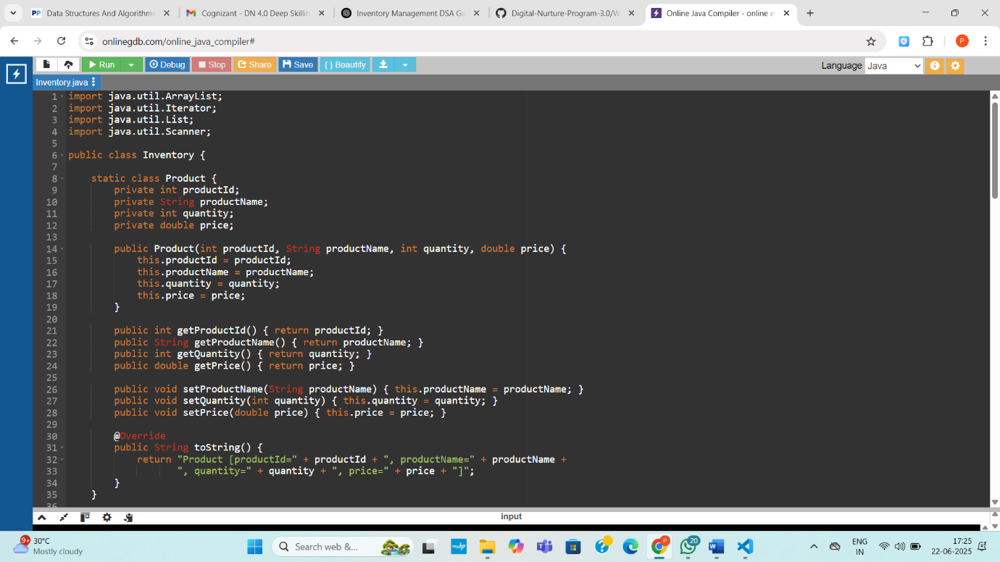 Data Structures And Algorithms
Cognizant - DN 4.0 Deep Skillin
Inventory Management DSA Gu
Digital-Nurture-Program-3.0/W
Online Java Compiler - online e
onlinegdb.com/online_java_compiler#
P
Run
Debug
Stop
Share
Save
{ } Beautify
Language
Java
Inventory.java
1 import java.util.ArrayList;
2 import java.util.Iterator;
3 import java.util.List;
4 import java.util.Scanner;
5
6 public class Inventory {
7
8 static class Product {
9 private int productId;
10 private String productName;
11 private int quantity;
12 private double price;
13
14 public Product(int productId, String productName, int quantity, double price) {
15 this.productId = productId;
16 this.productName = productName;
17 this.quantity = quantity;
18 this.price = price;
19 }
20
21 public int getProductId() { return productId; }
22 public String getProductName() { return productName; }
23 public int getQuantity() { return quantity; }
24 public double getPrice() { return price; }
25
26 public void setProductName(String productName) { this.productName = productName; }
27 public void setQuantity(int quantity) { this.quantity = quantity; }
28 public void setPrice(double price) { this.price = price; }
29
30 @Override
31 public String toString() {
32 return "Product [productId=" + productId + ", productName=" + productName +
33 ", quantity=" + quantity + ", price=" + price + "]";
34 }
35 }
36
input
9+
30°C
Mostly cloudy
Search web &...
myhp
P
20
ENG
IN
17:25
22-06-2025